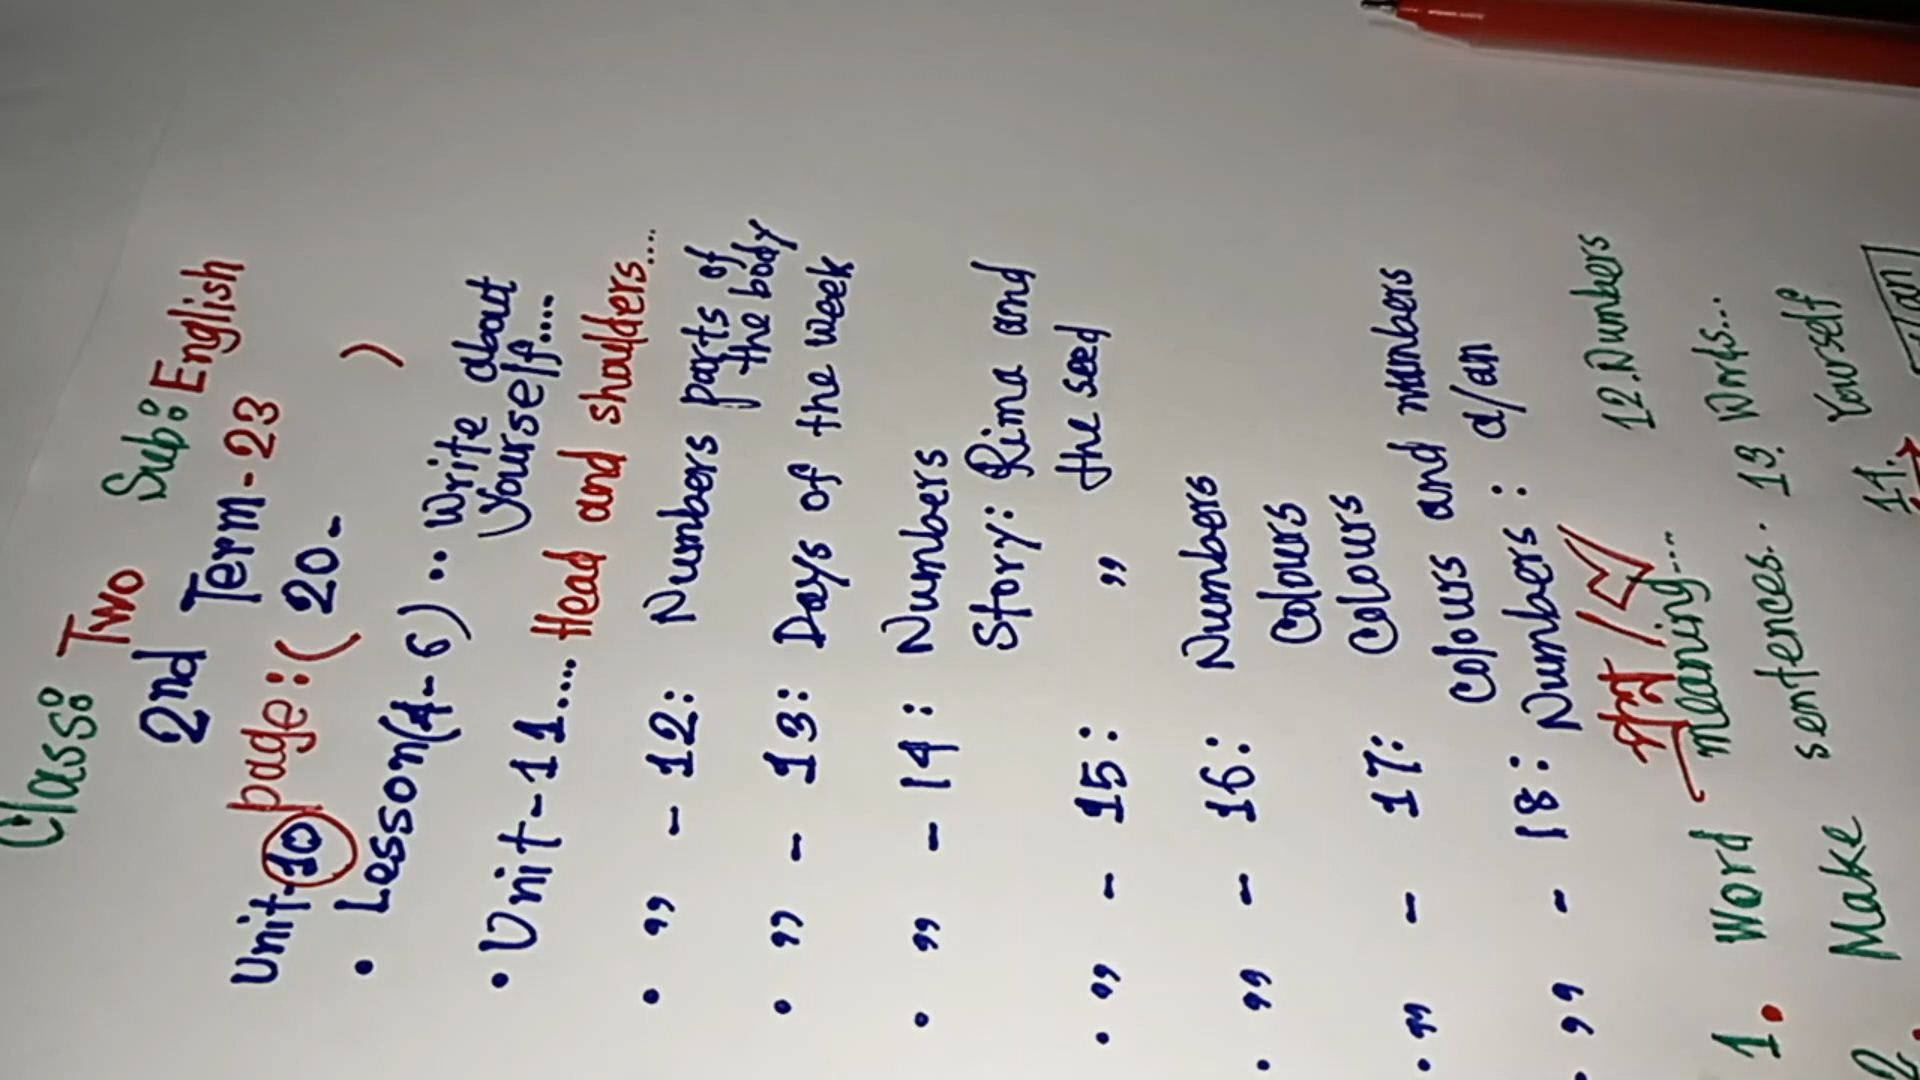 Class: Two Sub: English
2nd Term-23
Unit-10 page: ( 20- )
• Lesson(4-6) .. Write about
Yourself....
• Unit-11.... Head and shoulders....
• ,, - 12: Numbers parts of
the body
• ,, - 13: Days of the week
• ,, - 14: Numbers
Story: Rima and
the seed
• ,, - 15: ,,
• ,, - 16: Numbers
Colours
• ,, - 17: Colours
Colours and numbers
• ,, - 18: Numbers: a/an
1. Word meaning... 12. Numbers
Make sentences.. 13. Words...
11. Yourself
a/an